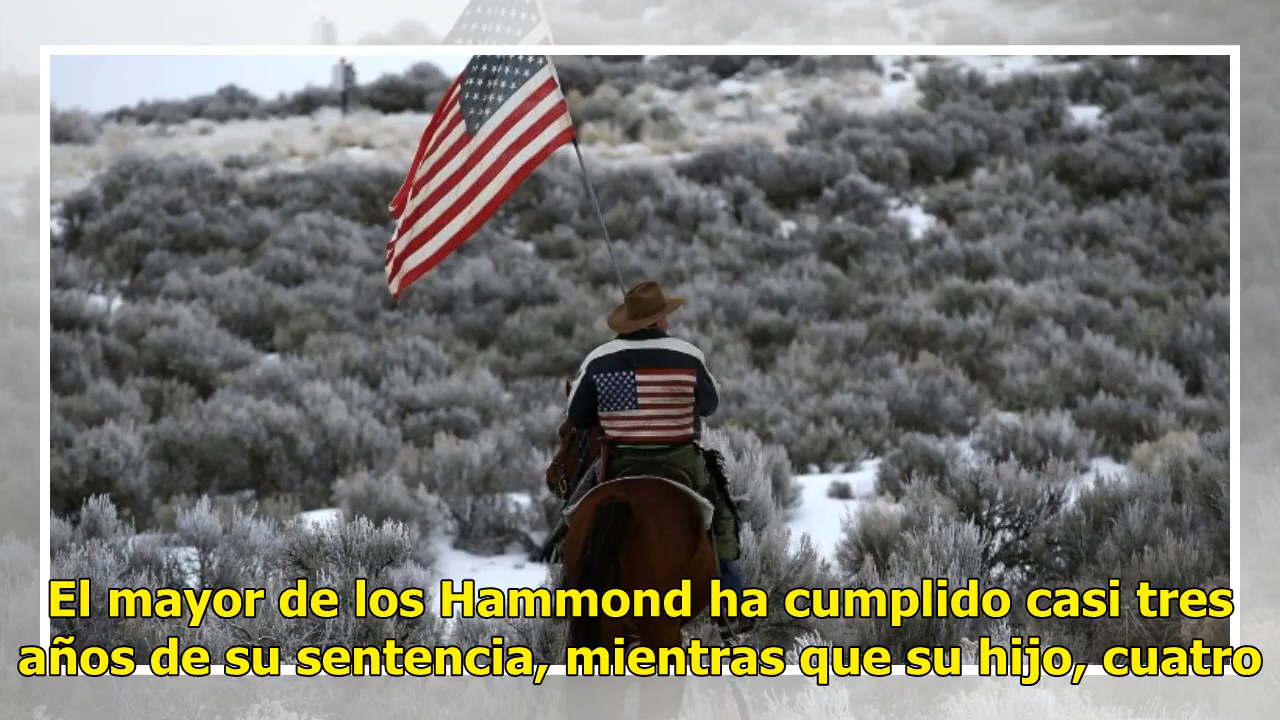 El mayor de los Hammond ha cumplido casi tres
años de su sentencia, mientras que su hijo, cuatro